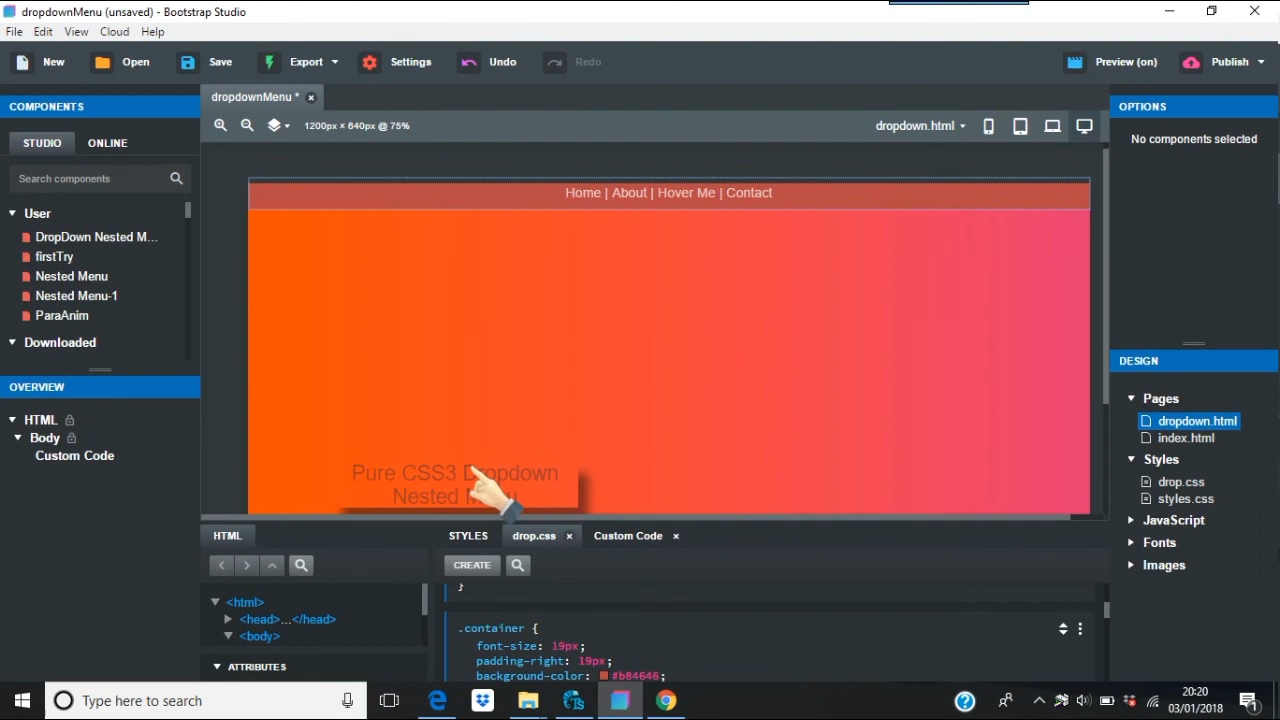 dropdownMenu (unsaved) - Bootstrap Studio
File Edit View Cloud Help
New Open Save Export Settings Undo Redo Preview (on) Publish
COMPONENTS
STUDIO ONLINE
Search components
User
DropDown Nested M...
firstTry
Nested Menu
Nested Menu-1
ParaAnim
Downloaded
OVERVIEW
HTML
Body
Custom Code
dropdownMenu *
1200px × 640px @ 75%
dropdown.html
Home | About | Hover Me | Contact
Pure CSS3 Dropdown
Nested
HTML
<html>
<head>...</head>
<body>
ATTRIBUTES
STYLES drop.css Custom Code
CREATE
}
.container {
font-size: 19px;
padding-right: 19px;
background-color: #b84646;
OPTIONS
No components selected
DESIGN
Pages
dropdown.html
index.html
Styles
drop.css
styles.css
JavaScript
Fonts
Images
Type here to search
20:20
03/01/2018
1